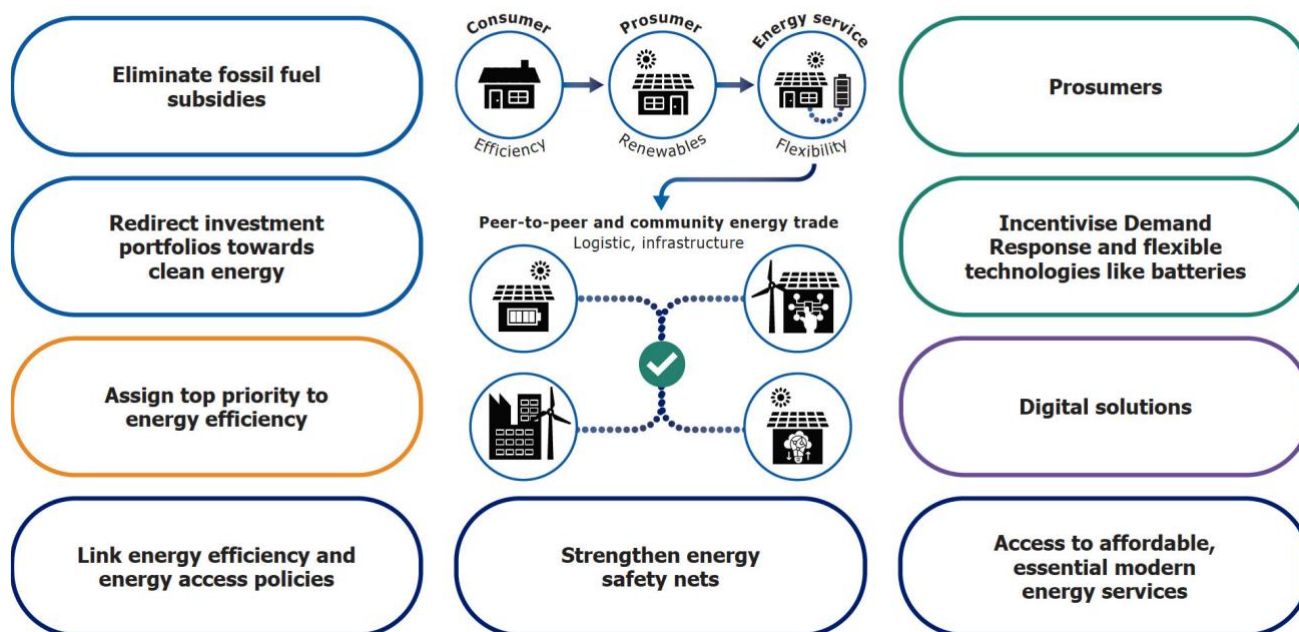 Eliminate fossil fuel
subsidies
Redirect investment
portfolios towards
clean energy
Assign top priority to
energy efficiency
Link energy efficiency and
energy access policies
Consumer
Efficiency
Prosumer
Renewables
Energy service
Flexibility
Peer-to-peer and community energy trade
Logistic, infrastructure
Strengthen energy
safety nets
Prosumers
Incentivise Demand
Response and flexible
technologies like batteries
Digital solutions
Access to affordable,
essential modern
energy services